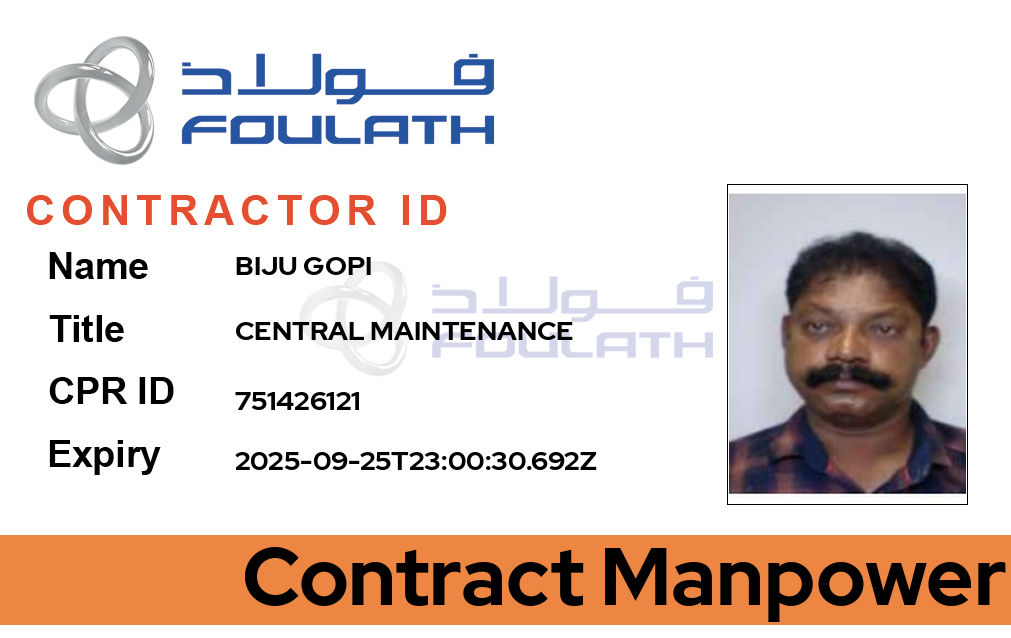 فولاذ
FOULATH
CONTRACTOR ID
Name BIJU GOPI
فولاذ
FOULATH
Title CENTRAL MAINTENANCE
CPR ID 751426121
Expiry 2025-09-25T23:00:30.692Z
Contract Manpower